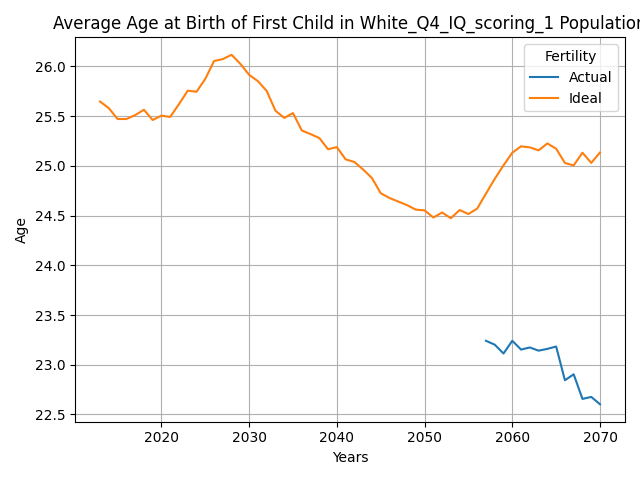 Average Age at Birth of First Child in White_Q4_IQ_scoring_1 Population
Fertility
Actual
Ideal
26.0
25.5
25.0
24.5
24.0
23.5
23.0
22.5
Age
2020 2030 2040 2050 2060 2070
Years